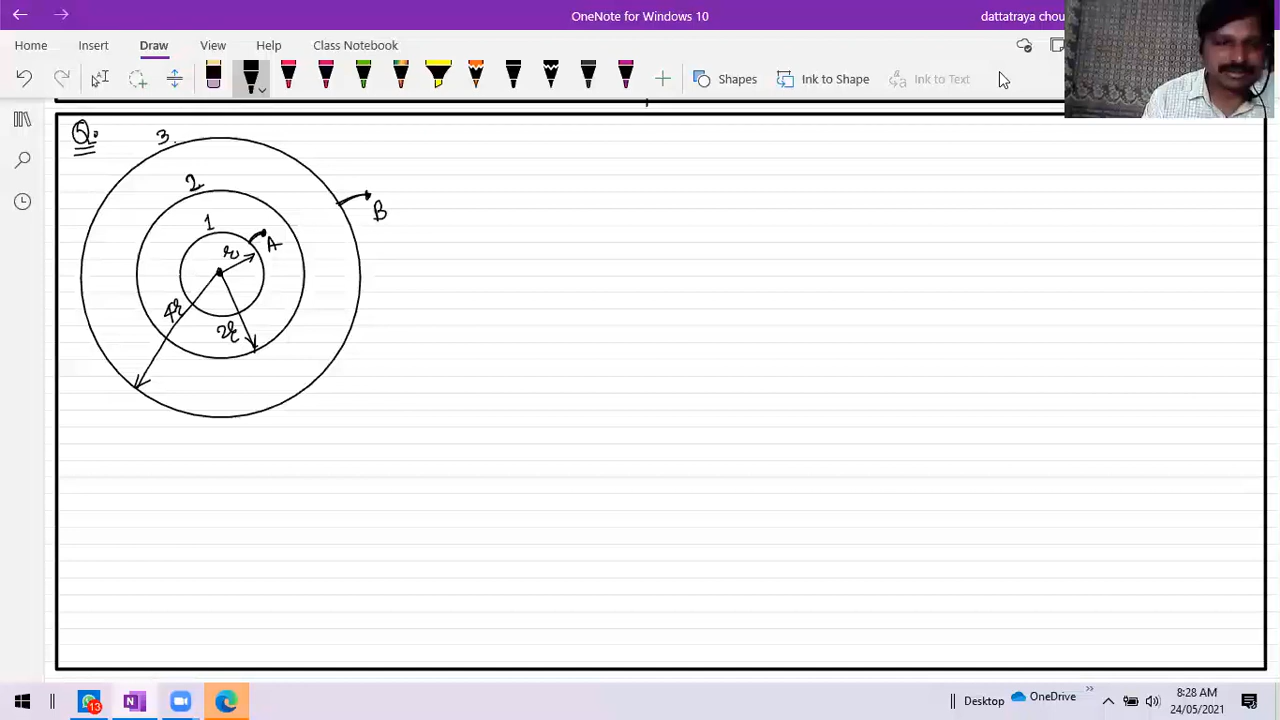 OneNote for Windows 10
dattatraya chou
Home Insert Draw View Help Class Notebook
Shapes Ink to Shape Ink to Text
Q:
3.
2
B
1
r
A
4r
2r
13
Desktop OneDrive
8:28 AM
24/05/2021